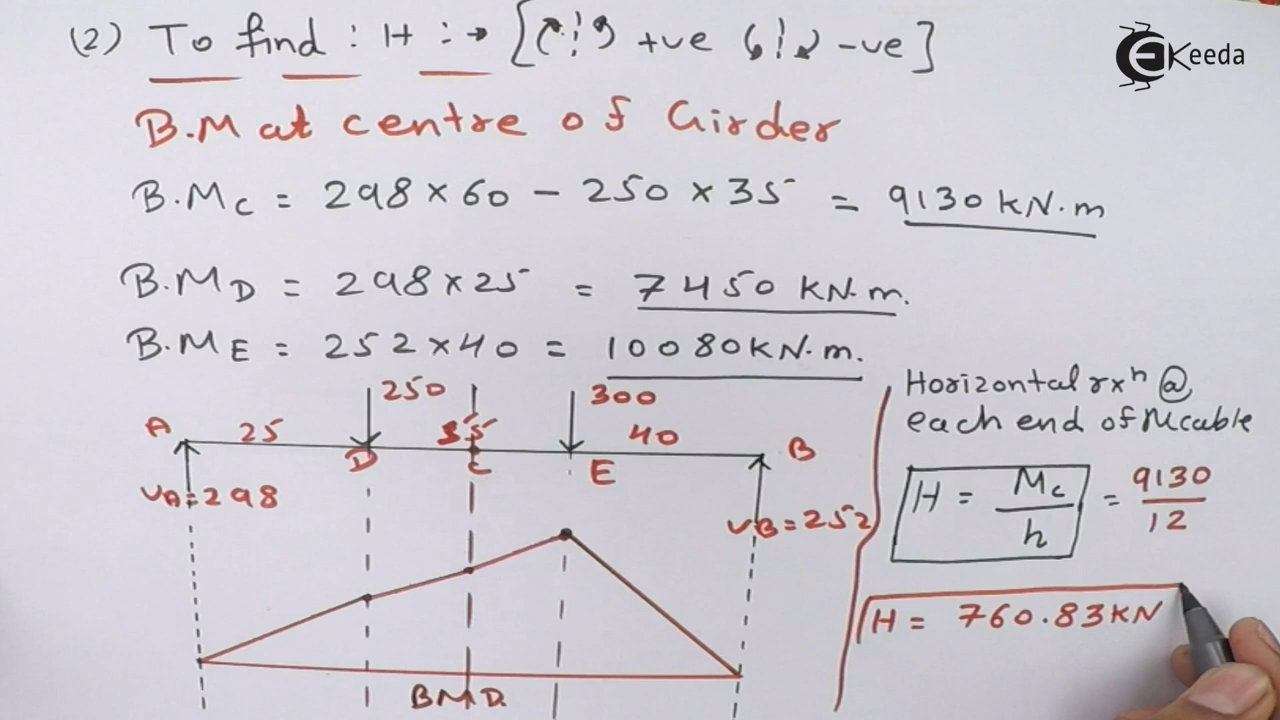 (2) To find : H :→ [↻¦↺ +ve ↺¦↻ -ve]
EKeeda
B.M at centre of Girder
B.Mc = 298 × 60 - 250 × 35 = 9130 kN.m
B.MD = 298 × 25 = 7450 kN.m.
B.ME = 252 × 40 = 10080 kN.m.
250 300
A 25 55 40 B
D C E
VA=298 VB=252
BMD.
Horizontal rxⁿ @
each end of cable
H = Mc/h = 9130/12
H = 760.83 kN